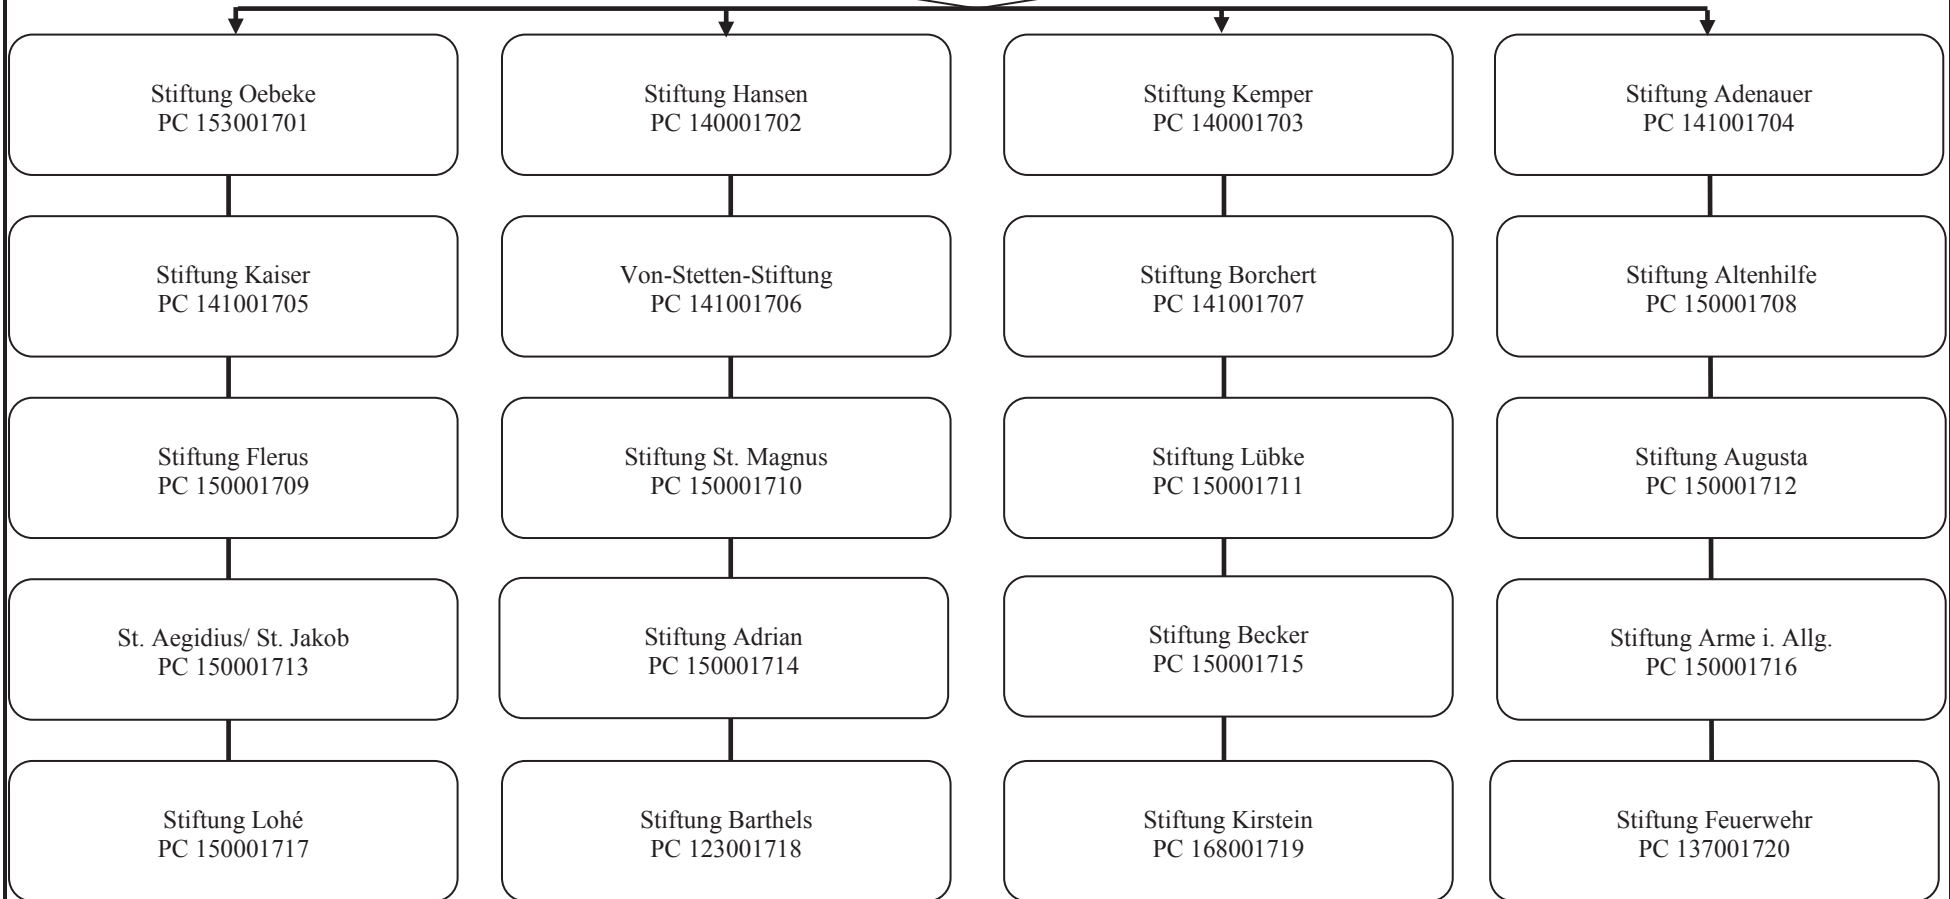 Stiftung Oebeke
PC 153001701
Stiftung Hansen
PC 140001702
Stiftung Kemper
PC 140001703
Stiftung Adenauer
PC 141001704
Stiftung Kaiser
PC 141001705
Von-Stetten-Stiftung
PC 141001706
Stiftung Borchert
PC 141001707
Stiftung Altenhilfe
PC 150001708
Stiftung Flerus
PC 150001709
Stiftung St. Magnus
PC 150001710
Stiftung Lübke
PC 150001711
Stiftung Augusta
PC 150001712
St. Aegidius/ St. Jakob
PC 150001713
Stiftung Adrian
PC 150001714
Stiftung Becker
PC 150001715
Stiftung Arme i. Allg.
PC 150001716
Stiftung Lohé
PC 150001717
Stiftung Barthels
PC 123001718
Stiftung Kirstein
PC 168001719
Stiftung Feuerwehr
PC 137001720